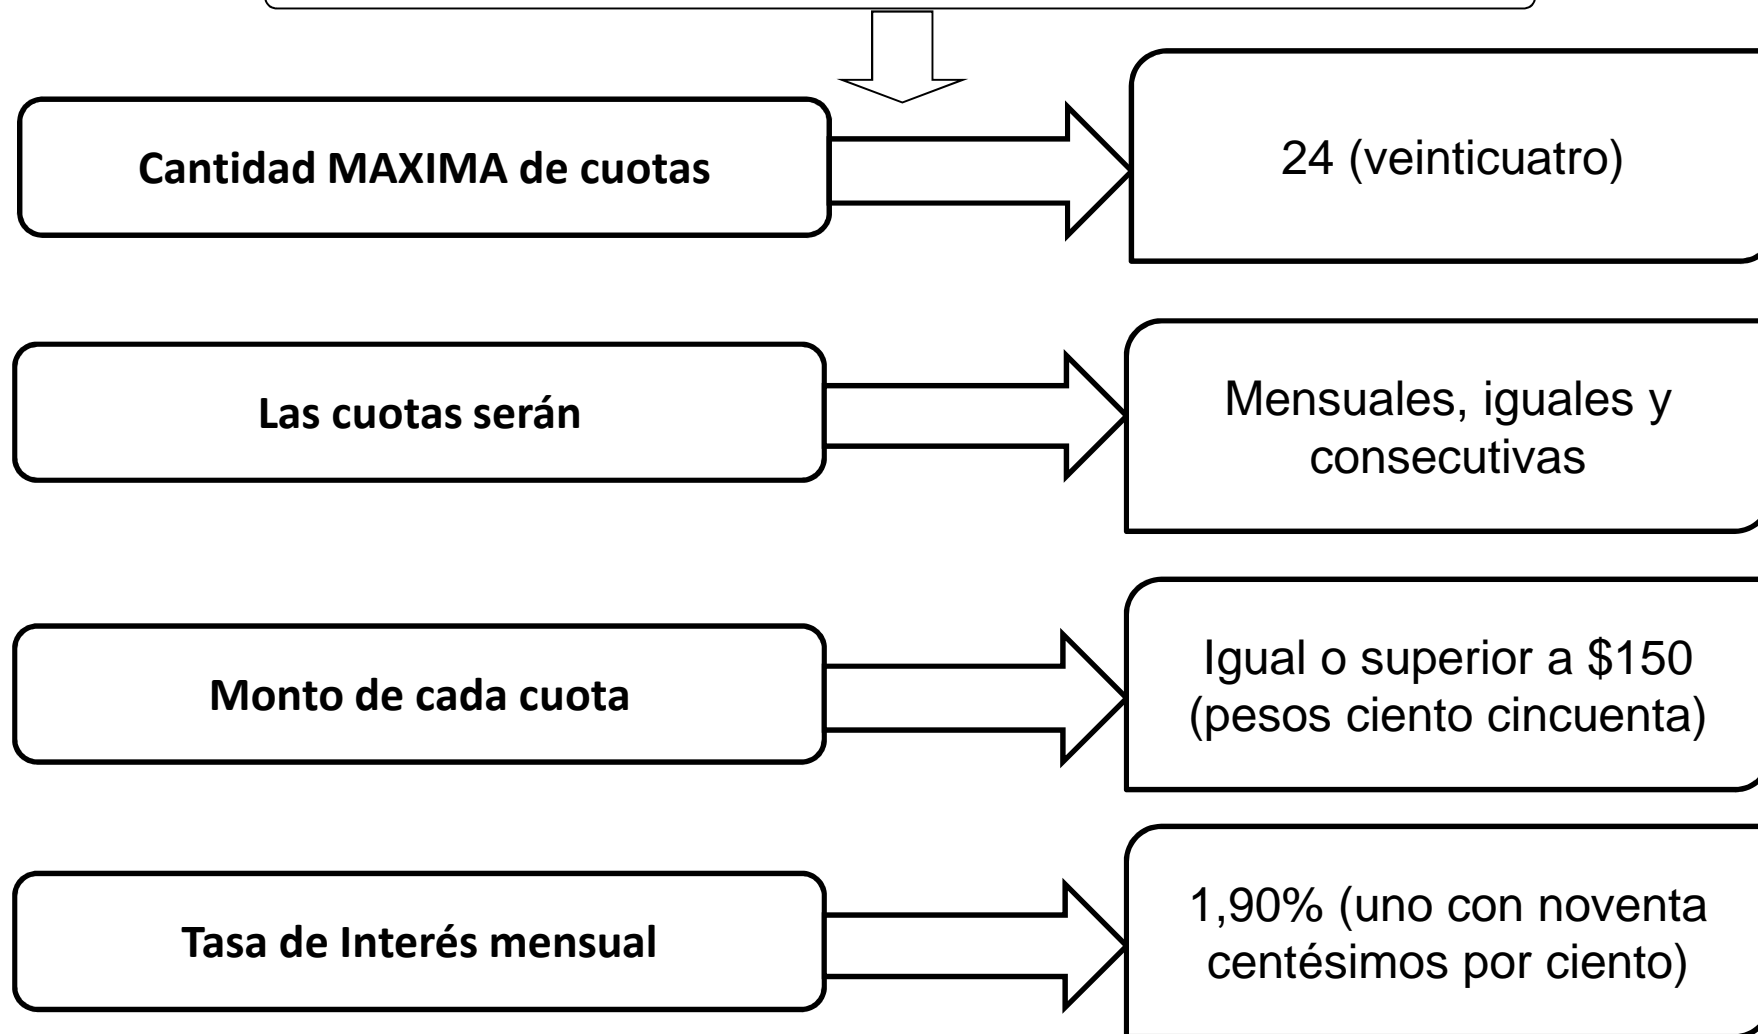 Cantidad MAXIMA de cuotas
24 (veinticuatro)
Las cuotas serán
Mensuales, iguales y
consecutivas
Monto de cada cuota
Igual o superior a $150
(pesos ciento cincuenta)
Tasa de Interés mensual
1,90% (uno con noventa
centésimos por ciento)